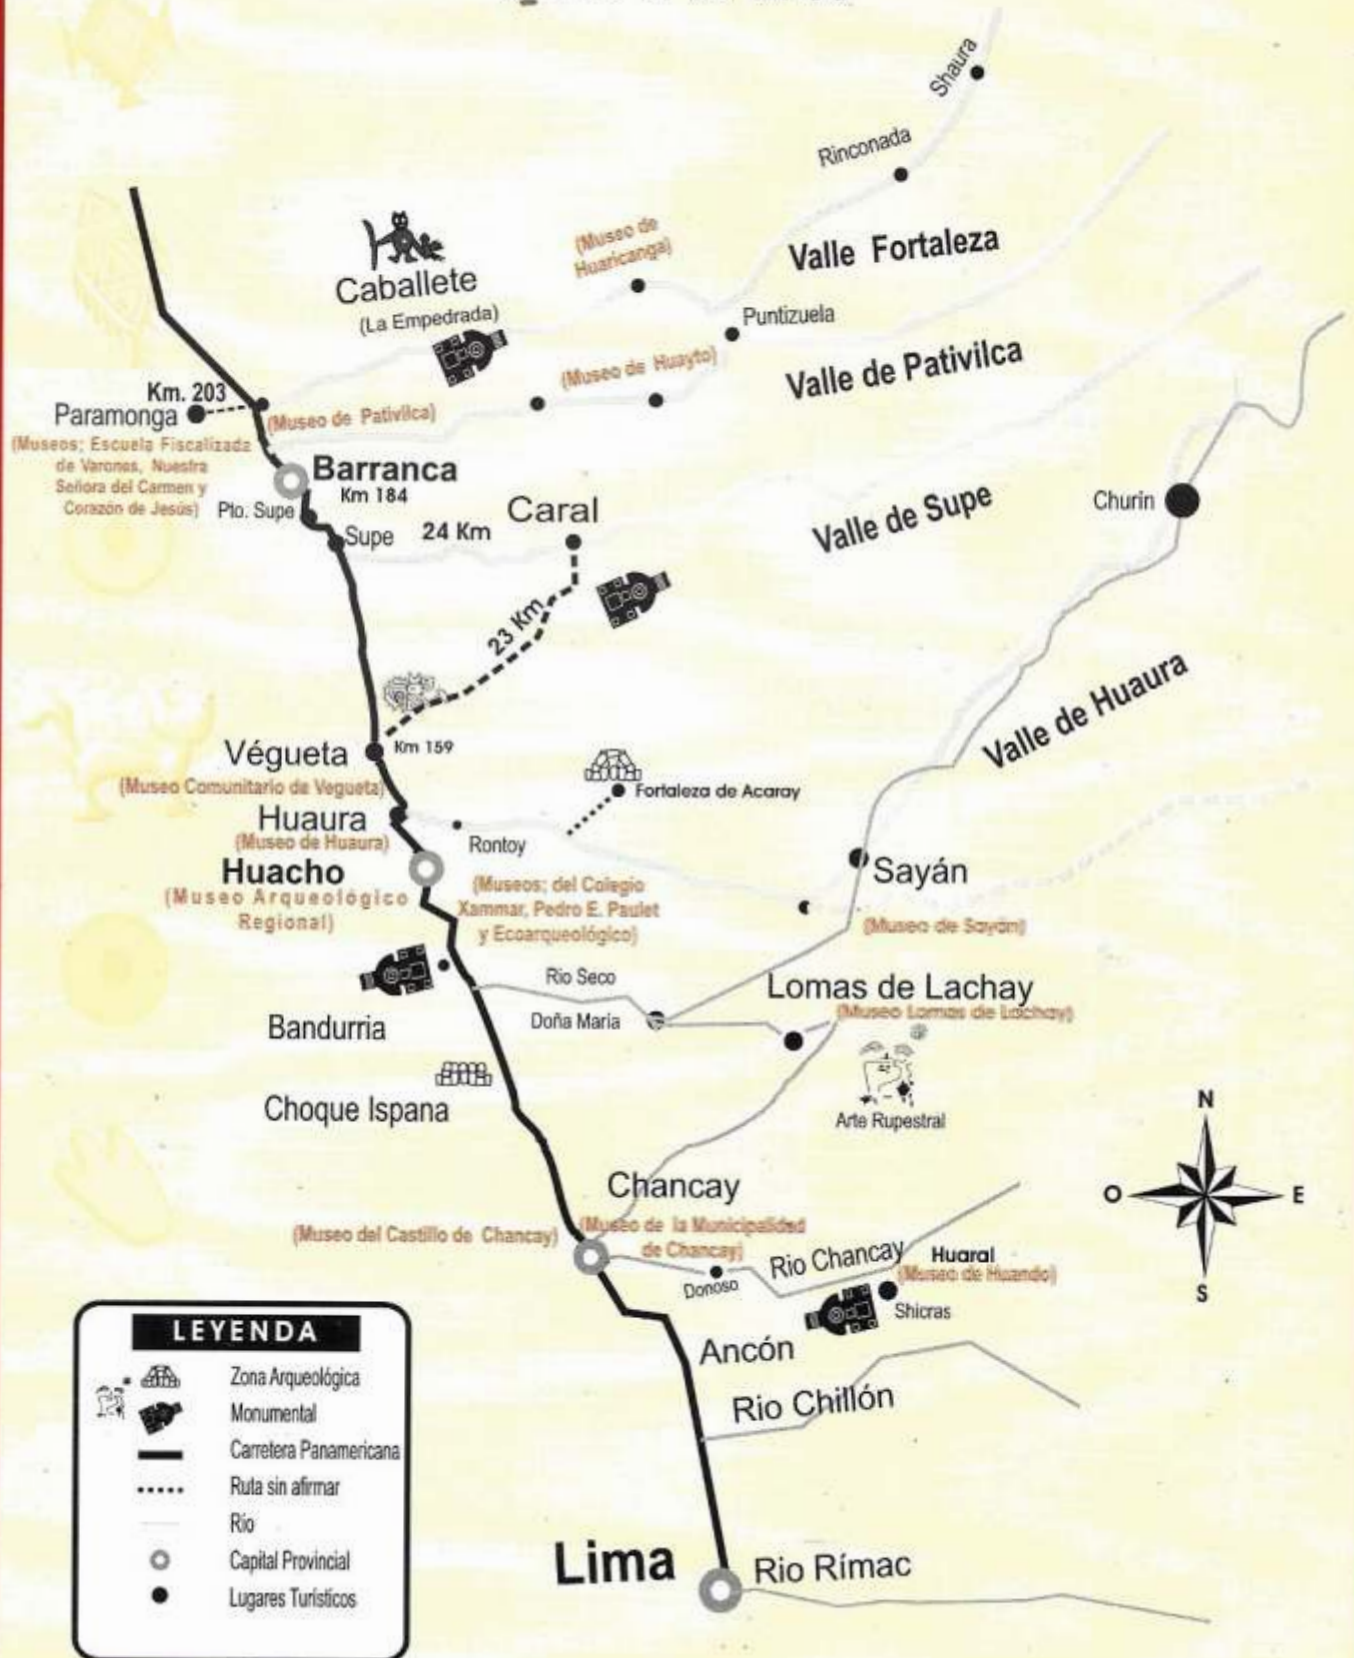 Shaura
Rinconada
(Museo de
Huaricanga)
Valle Fortaleza
Caballete
(La Empedrada)
Puntizuela
(Museo de Huayto)
Valle de Pativilca
Km. 203
Paramonga
(Museo de Pativilca)
(Museos; Escuela Fiscalizada
de Varones, Nuestra
Señora del Carmen y
Corazón de Jesús)
Barranca
Km 184
Pto. Supe
Supe
24 Km
Caral
Valle de Supe
Churin
23 Km
Valle de Huaura
Végueta
Km 159
(Museo Comunitario de Vegueta)
Fortaleza de Acaray
Huaura
(Museo de Huaura)
Rontoy
Huacho
(Museo Arqueológico
Regional)
(Museos; del Colegio
Xammar, Pedro E. Paulet
y Ecoarqueológico)
Sayán
(Museo de Sayán)
Rio Seco
Lomas de Lachay
(Museo Lomas de Lachay)
Doña Maria
Bandurria
Choque Ispana
Arte Rupestral
N
O
E
S
Chancay
(Museo del Castillo de Chancay)
(Museo de la Municipalidad
de Chancay)
Rio Chancay
Huaral
(Museo de Huando)
Donoso
Shicras
Ancón
Rio Chillón
Lima
Rio Rímac
LEYENDA
Zona Arqueológica
Monumental
Carretera Panamericana
Ruta sin afirmar
Rio
Capital Provincial
Lugares Turísticos